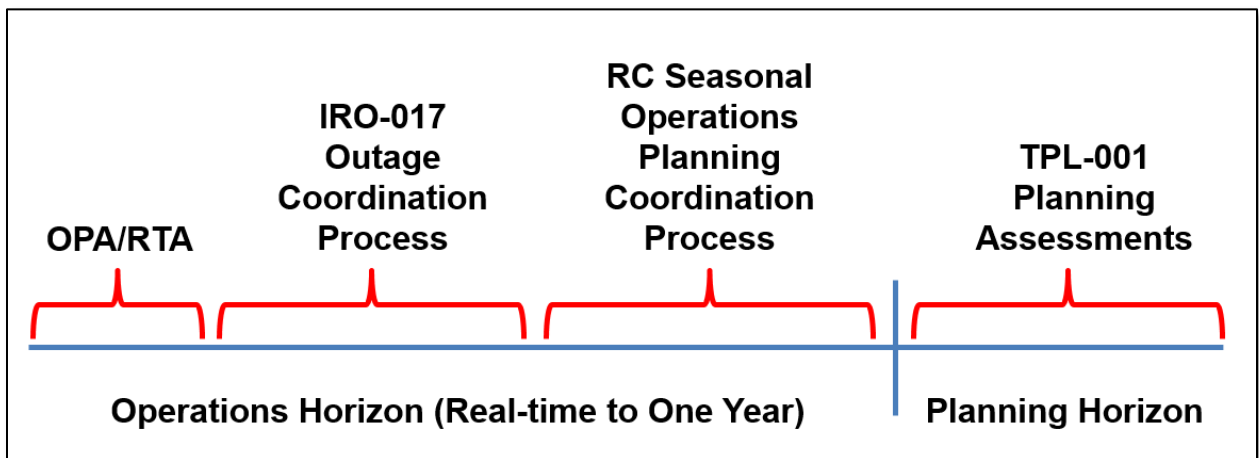 OPA/RTA
IRO-017
Outage
Coordination
Process
RC Seasonal
Operations
Planning
Coordination
Process
TPL-001
Planning
Assessments
Operations Horizon (Real-time to One Year)
Planning Horizon